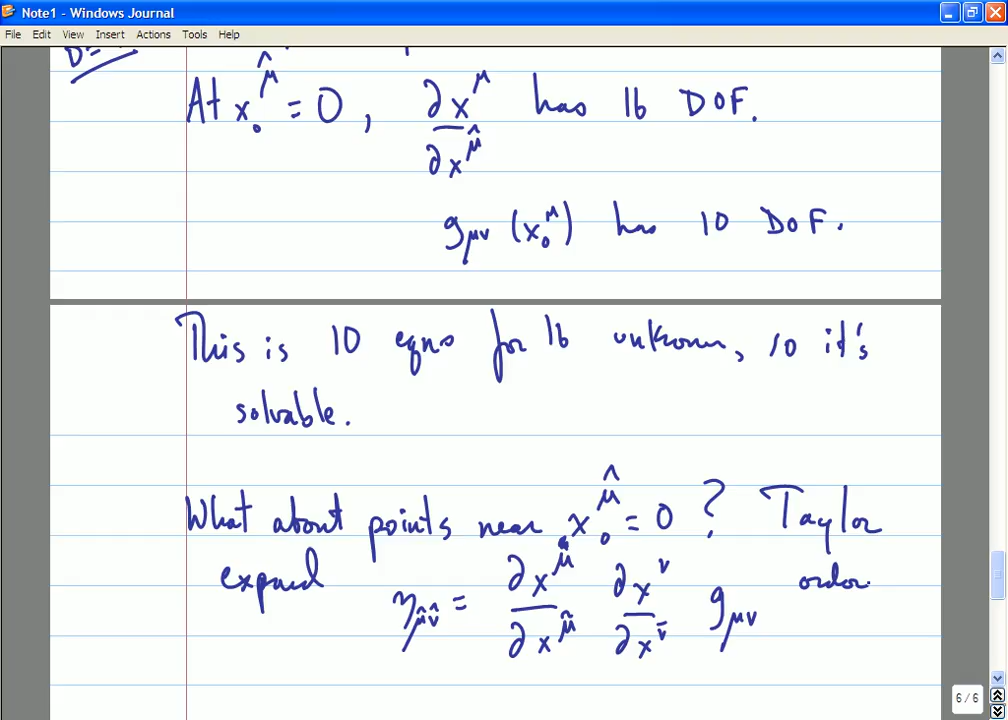 Note1 - Windows Journal
File Edit View Insert Actions Tools Help
At x₀^μ̂ = 0, ∂x^μ/∂x^μ̂ has 16 DOF.
g_μν (x₀^μ) has 10 DOF.
This is 10 eqns for 16 unknown, so it's
solvable.
What about points near x₀^μ̂ = 0? Taylor
expand η_μ̂ν̂ = ∂x^μ/∂x^μ̂ ∂x^ν/∂x^ν̂ g_μν order
6 / 6